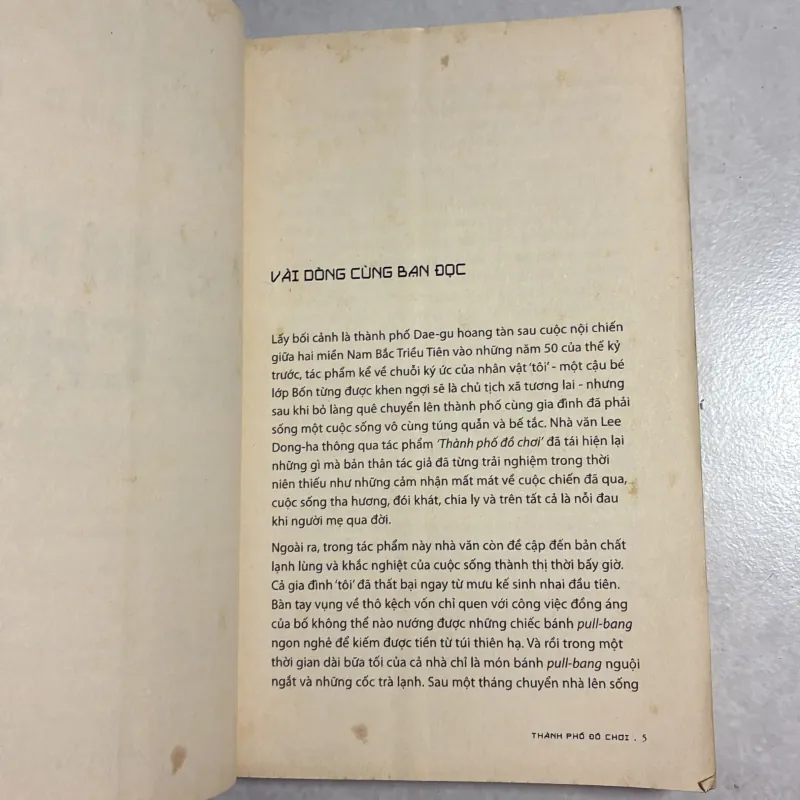 VÀI DÒNG CÙNG BẠN ĐỌC
Lấy bối cảnh là thành phố Dae-gu hoang tàn sau cuộc nội chiến
giữa hai miền Nam Bắc Triều Tiên vào những năm 50 của thế kỷ
trước, tác phẩm kể về chuỗi ký ức của nhân vật 'tôi' - một cậu bé
lớp Bốn từng được khen ngợi sẽ là chủ tịch xã tương lai - nhưng
sau khi bỏ làng quê chuyển lên thành phố cùng gia đình đã phải
sống một cuộc sống vô cùng túng quẫn và bế tắc. Nhà văn Lee
Dong-ha thông qua tác phẩm 'Thành phố đồ chơi' đã tái hiện lại
những gì mà bản thân tác giả đã từng trải nghiệm trong thời
niên thiếu như những cảm nhận mất mát về cuộc chiến đã qua,
cuộc sống tha hương, đói khát, chia ly và trên tất cả là nỗi đau
khi người mẹ qua đời.
Ngoài ra, trong tác phẩm này nhà văn còn đề cập đến bản chất
lạnh lùng và khắc nghiệt của cuộc sống thành thị thời bấy giờ.
Cả gia đình 'tôi' đã thất bại ngay từ mưu kế sinh nhai đầu tiên.
Bàn tay vụng về thô kệch vốn chỉ quen với công việc đồng áng
của bố không thể nào nướng được những chiếc bánh pull-bang
ngon nghẻ để kiếm được tiền từ túi thiên hạ. Và rồi trong một
thời gian dài bữa tối của cả nhà chỉ là món bánh pull-bang nguội
ngắt và những cốc trà lạnh. Sau một tháng chuyển nhà lên sống
THÀNH PHỐ ĐỒ CHƠI . 5